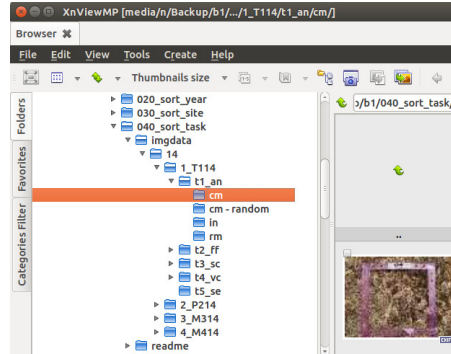 XnViewMP [media/n/Backup/b1/.../1_T114/t1_an/cm/]
Browser
File Edit View Tools Create Help
Thumbnails size
Folders
Favorites
Categories Filter
020_sort_year
030_sort_site
040_sort_task
imgdata
14
1_T114
t1_an
cm
cm - random
in
rm
t2_ff
t3_sc
t4_vc
t5_se
2_P214
3_M314
4_M414
readme
ɔ/b1/040_sort_task/
..